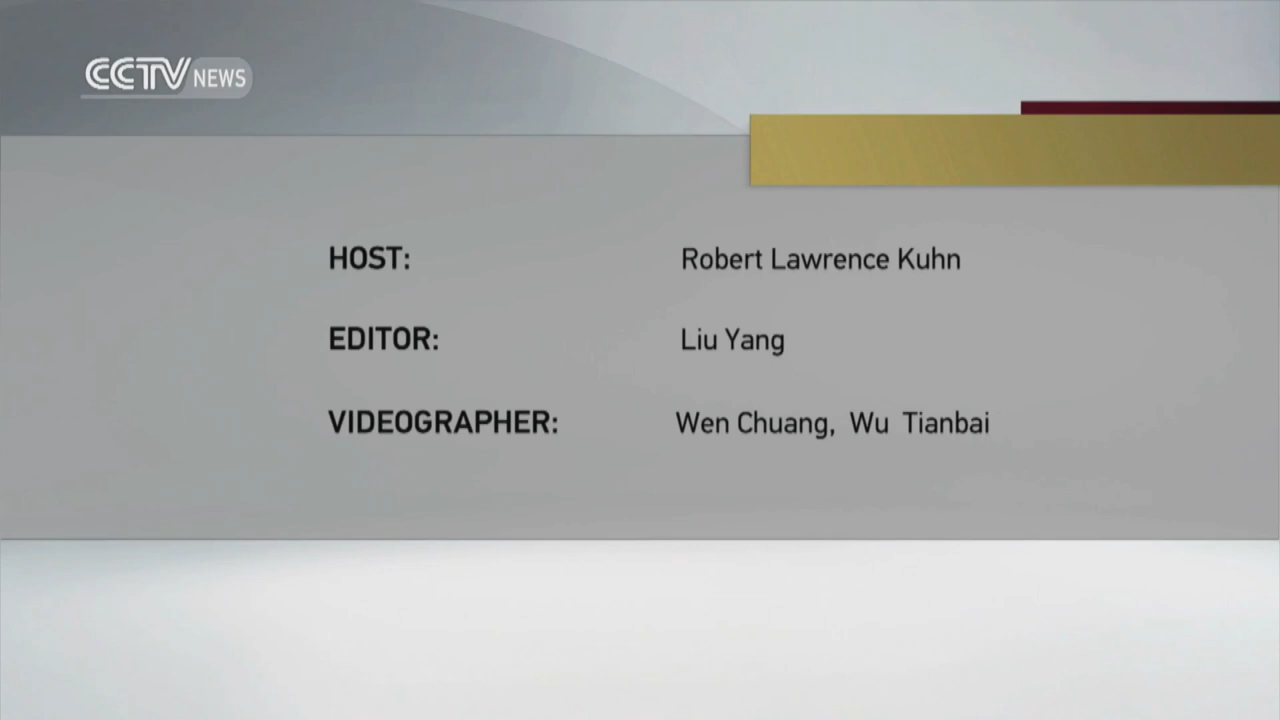 CCTV NEWS
HOST: Robert Lawrence Kuhn
EDITOR: Liu Yang
VIDEOGRAPHER: Wen Chuang, Wu Tianbai